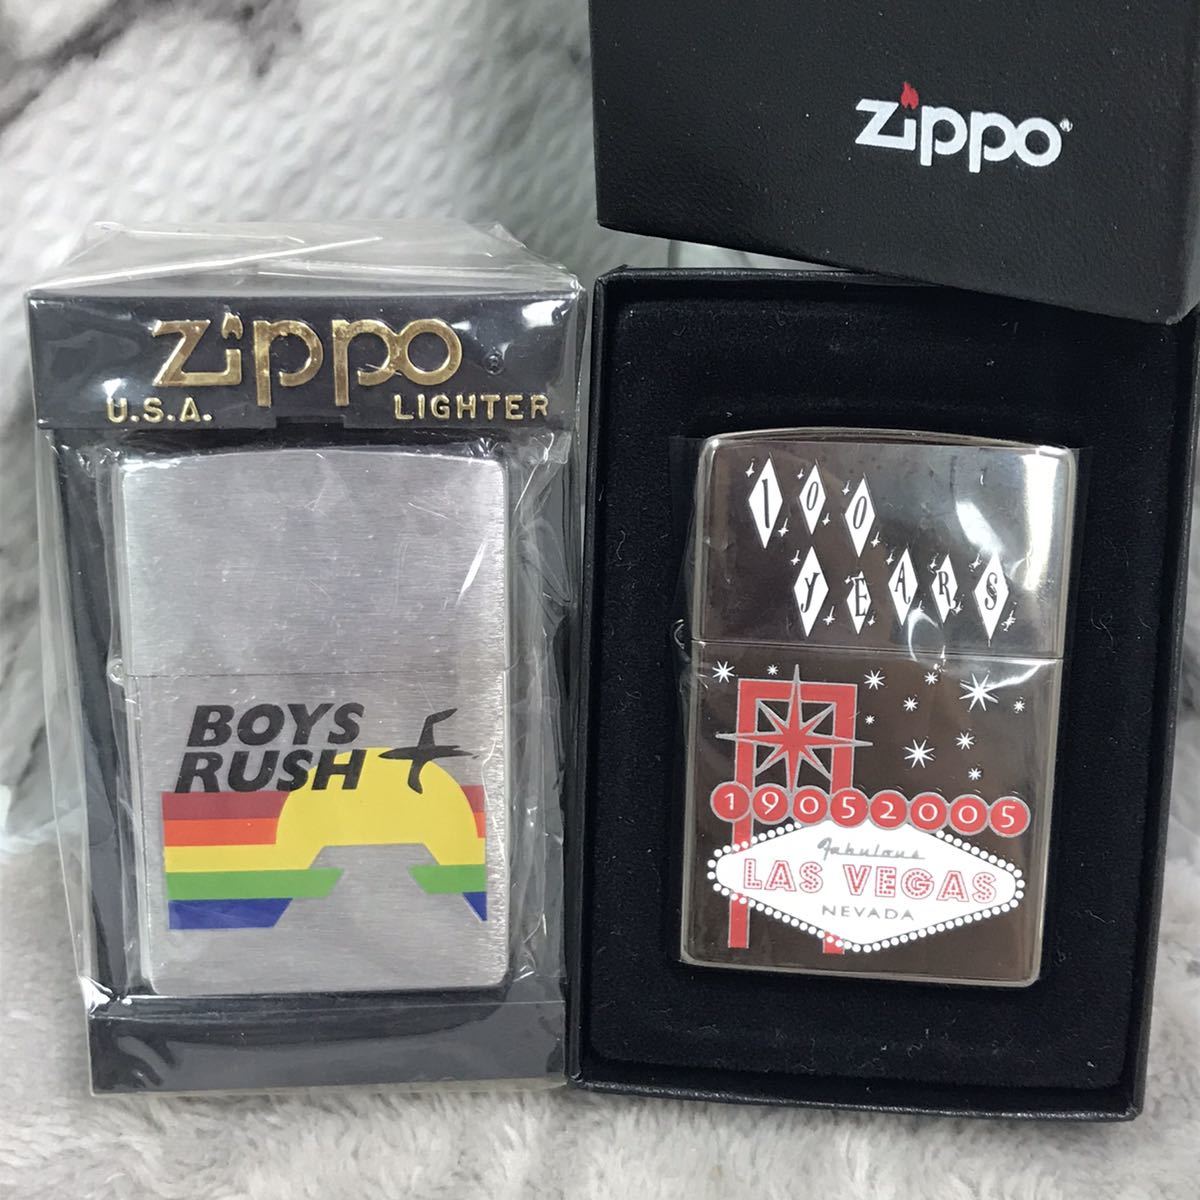 zippo®
zippo®
U.S.A. LIGHTER
BOYS
RUSH
100
YEARS
19052005
Fabulous
LAS VEGAS
NEVADA